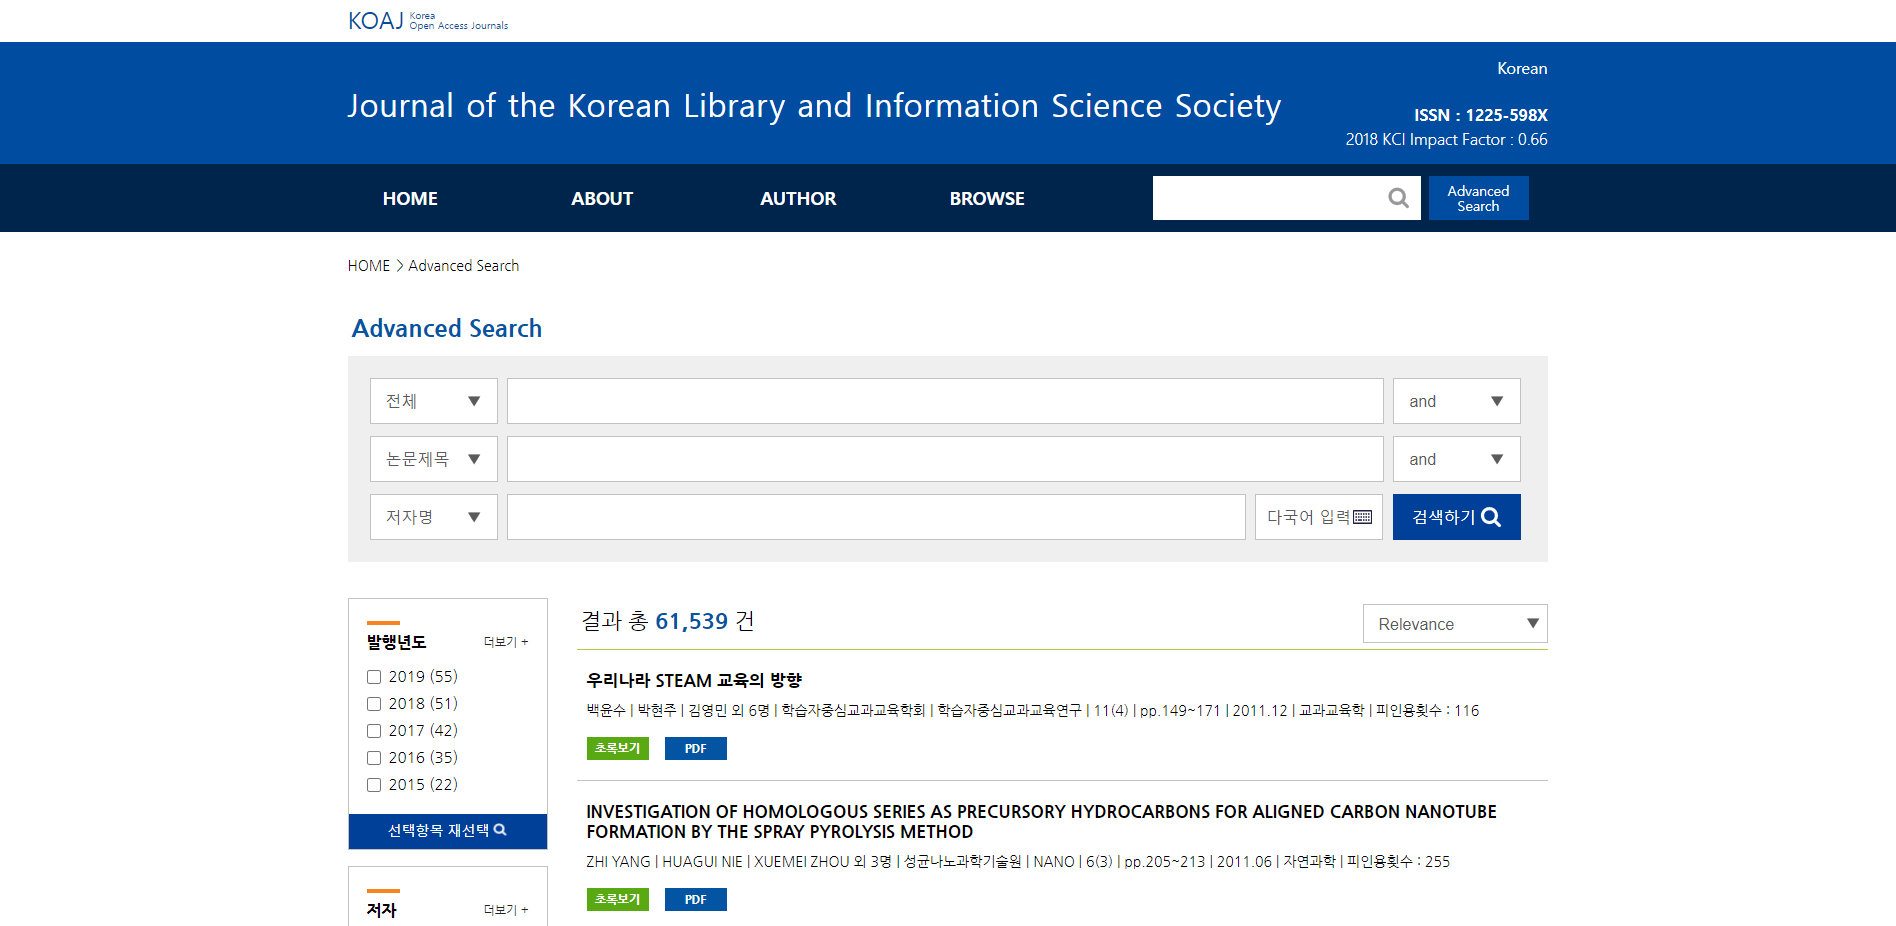 KOAJ Korea
Open Access Journals
Korean
Journal of the Korean Library and Information Science Society
ISSN : 1225-598X
2018 KCI Impact Factor : 0.66
HOME ABOUT AUTHOR BROWSE Advanced Search
HOME > Advanced Search
Advanced Search
전체 ▼ and ▼
논문제목 ▼ and ▼
저자명 ▼ 다국어 입력 검색하기
발행년도 더보기 +
2019 (55)
2018 (51)
2017 (42)
2016 (35)
2015 (22)
선택항목 재선택
저자 더보기 +
결과 총 61,539 건
Relevance ▼
우리나라 STEAM 교육의 방향
백윤수 | 박현주 | 김영민 외 6명 | 학습자중심교과교육학회 | 학습자중심교과교육연구 | 11(4) | pp.149~171 | 2011.12 | 교과교육학 | 피인용횟수 : 116
초록보기 PDF
INVESTIGATION OF HOMOLOGOUS SERIES AS PRECURSORY HYDROCARBONS FOR ALIGNED CARBON NANOTUBE
FORMATION BY THE SPRAY PYROLYSIS METHOD
ZHI YANG | HUAGUI NIE | XUEMEI ZHOU 외 3명 | 성균나노과학기술원 | NANO | 6(3) | pp.205~213 | 2011.06 | 자연과학 | 피인용횟수 : 255
초록보기 PDF